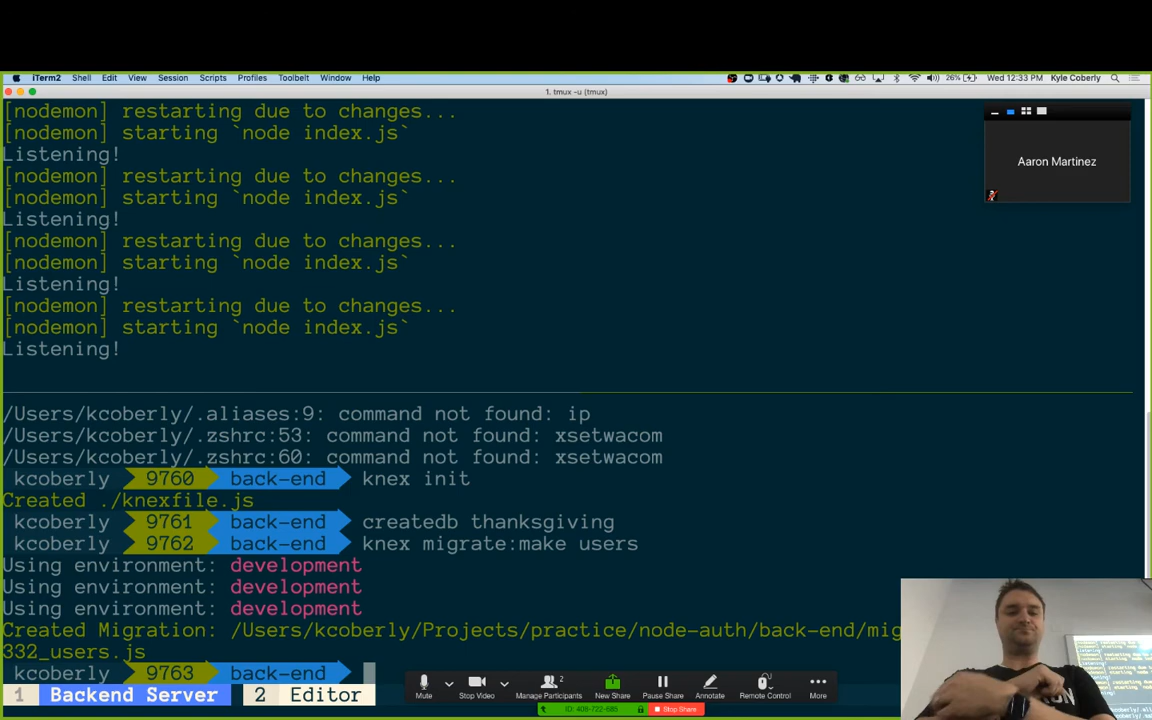 iTerm2 Shell Edit View Session Scripts Profiles Toolbelt Window Help 26% Wed 12:33 PM Kyle Coberly
1. tmux -u (tmux)
[nodemon] restarting due to changes...
[nodemon] starting `node index.js`
Listening!
[nodemon] restarting due to changes...
[nodemon] starting `node index.js`
Listening!
[nodemon] restarting due to changes...
[nodemon] starting `node index.js`
Listening!
[nodemon] restarting due to changes...
[nodemon] starting `node index.js`
Listening!
Aaron Martinez
/Users/kcoberly/.aliases:9: command not found: ip
/Users/kcoberly/.zshrc:53: command not found: xsetwacom
/Users/kcoberly/.zshrc:60: command not found: xsetwacom
kcoberly 9760 back-end knex init
Created ./knexfile.js
kcoberly 9761 back-end createdb thanksgiving
kcoberly 9762 back-end knex migrate:make users
Using environment: development
Using environment: development
Using environment: development
Created Migration: /Users/kcoberly/Projects/practice/node-auth/back-end/mig
332_users.js
kcoberly 9763 back-end
1 Backend Server 2 Editor
Mute Stop Video Manage Participants 2 New Share Pause Share Annotate Remote Control More
ID: 409-722-685 Stop Share